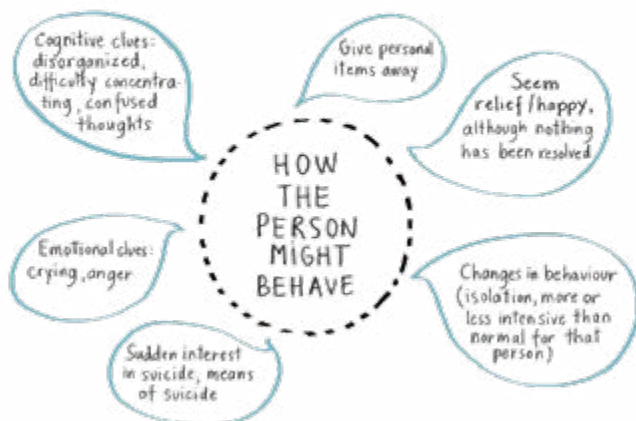 Cognitive clues:
disorganized,
difficulty concentra-
ting, confused
thoughts
Give personal
items away
Seem
relief/happy,
although nothing
has been resolved
HOW
THE
PERSON
MIGHT
BEHAVE
Emotional clues:
crying, anger
Changes in behaviour
(isolation, more or
less intensive than
normal for that
person)
Sudden interest
in suicide, means
of suicide